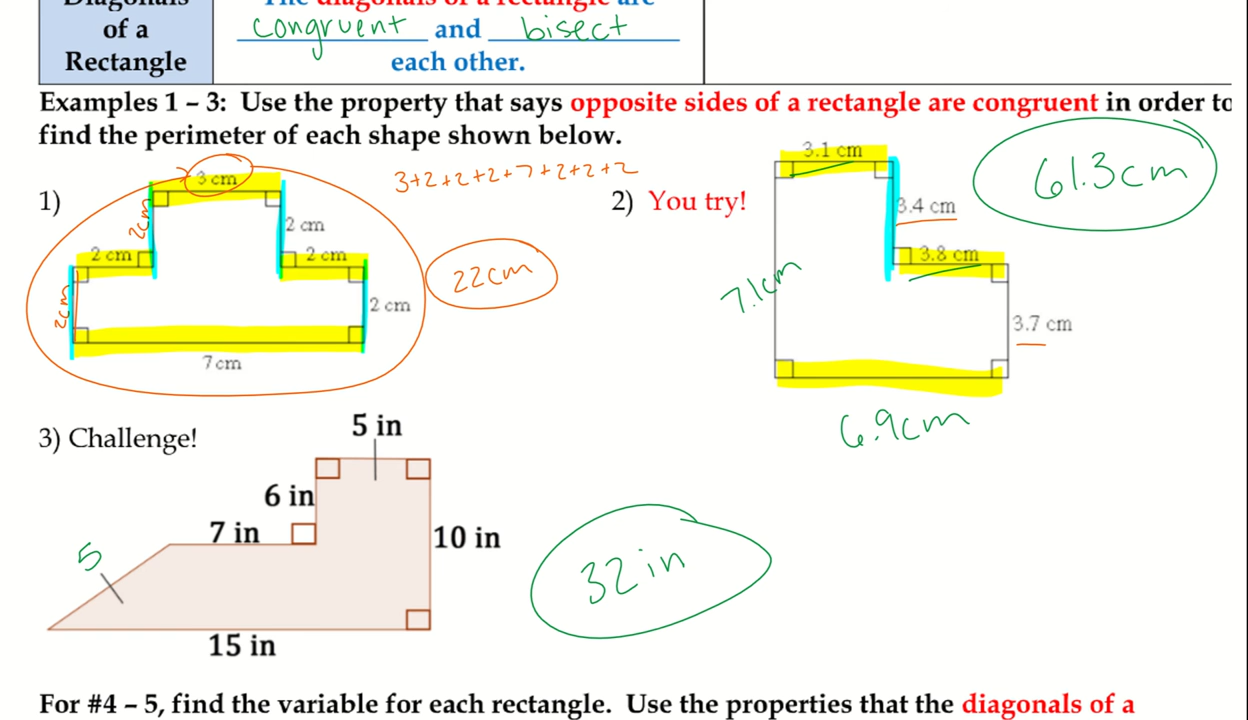 of a
congruent and bisect
Rectangle
each other.
Examples 1 – 3: Use the property that says opposite sides of a rectangle are congruent in order to
find the perimeter of each shape shown below.
1)
3 cm
3+2+2+2+7+2+2+2
2cm
2 cm
2 cm
2 cm
2cm
2 cm
7 cm
22cm
2) You try!
3.1 cm
61.3cm
3.4 cm
3.8 cm
7.1cm
3.7 cm
6.9cm
3) Challenge!
5 in
6 in
7 in
5
10 in
15 in
32in
For #4 – 5, find the variable for each rectangle. Use the properties that the diagonals of a